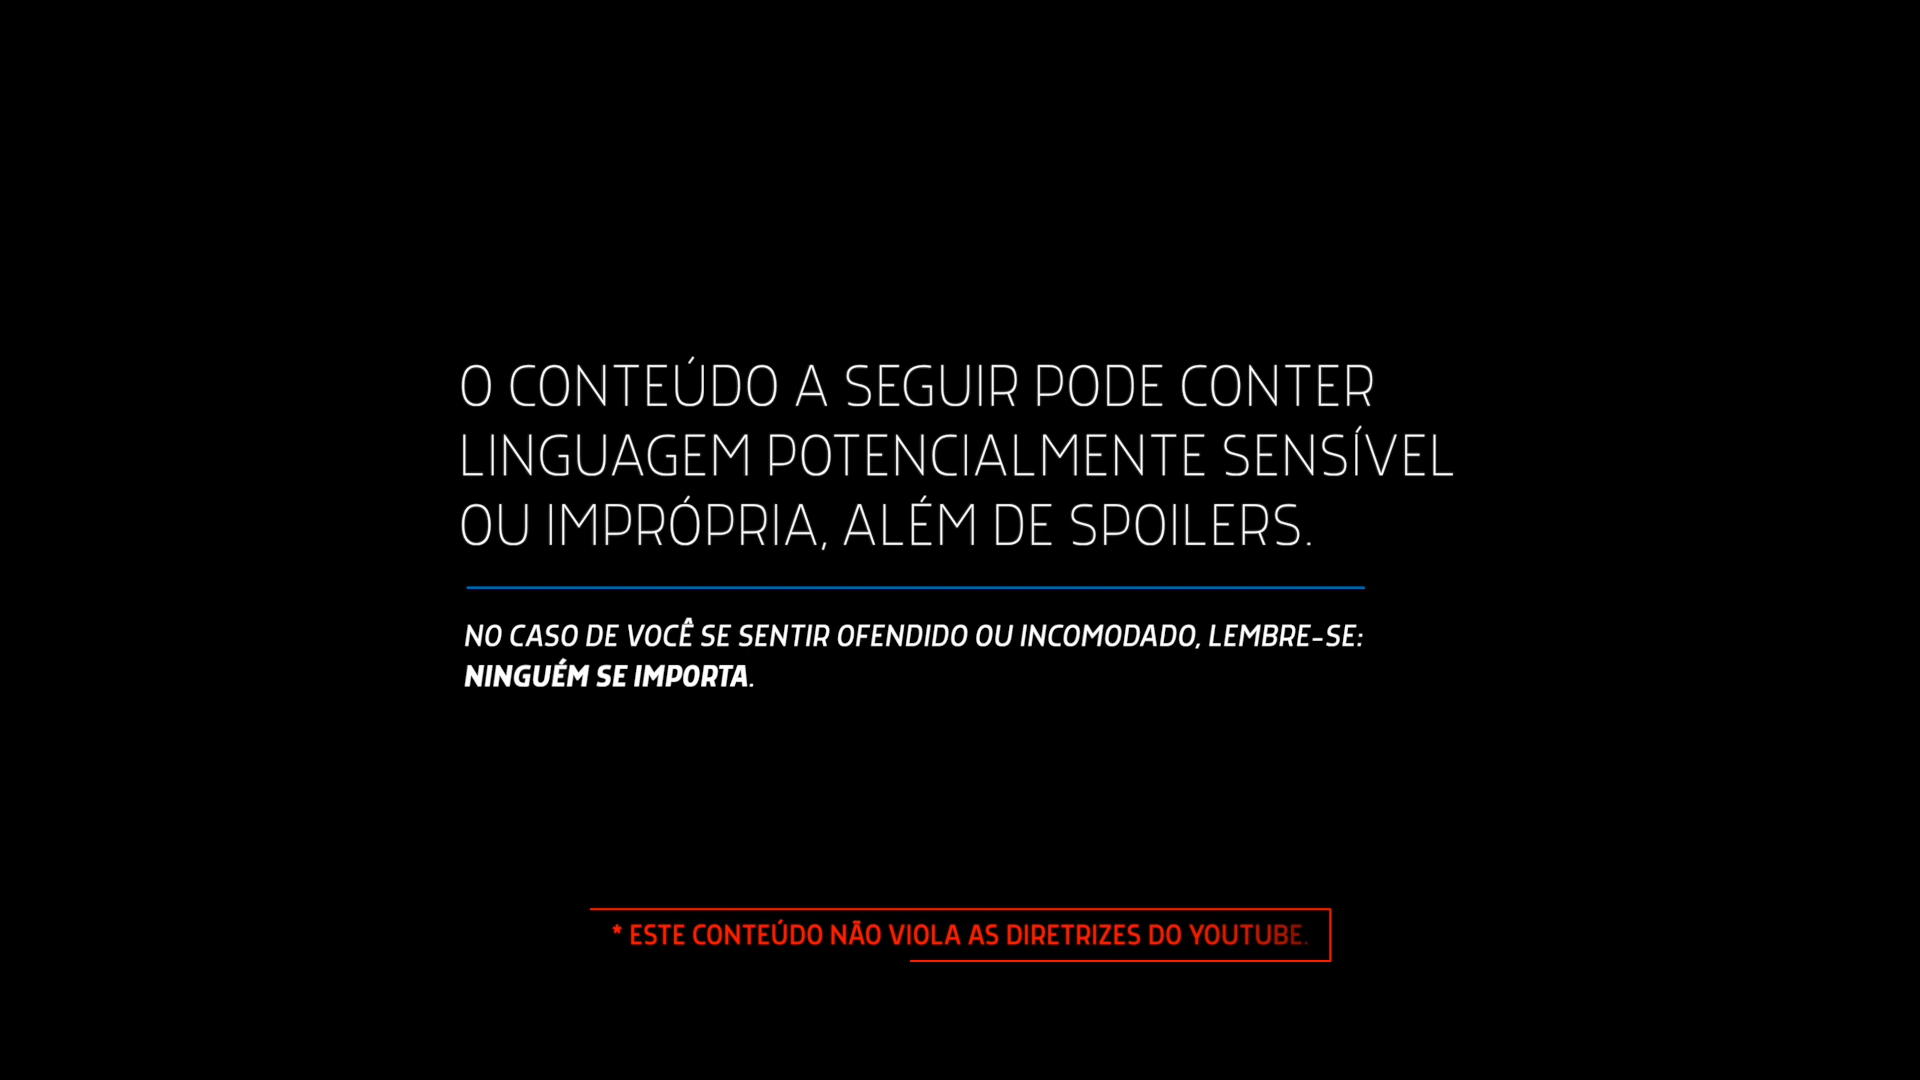 O CONTEÚDO A SEGUIR PODE CONTER
LINGUAGEM POTENCIALMENTE SENSÍVEL
OU IMPRÓPRIA, ALÉM DE SPOILERS.
NO CASO DE VOCÊ SE SENTIR OFENDIDO OU INCOMODADO, LEMBRE-SE:
NINGUÉM SE IMPORTA.
* ESTE CONTEÚDO NÃO VIOLA AS DIRETRIZES DO YOUTUBE.